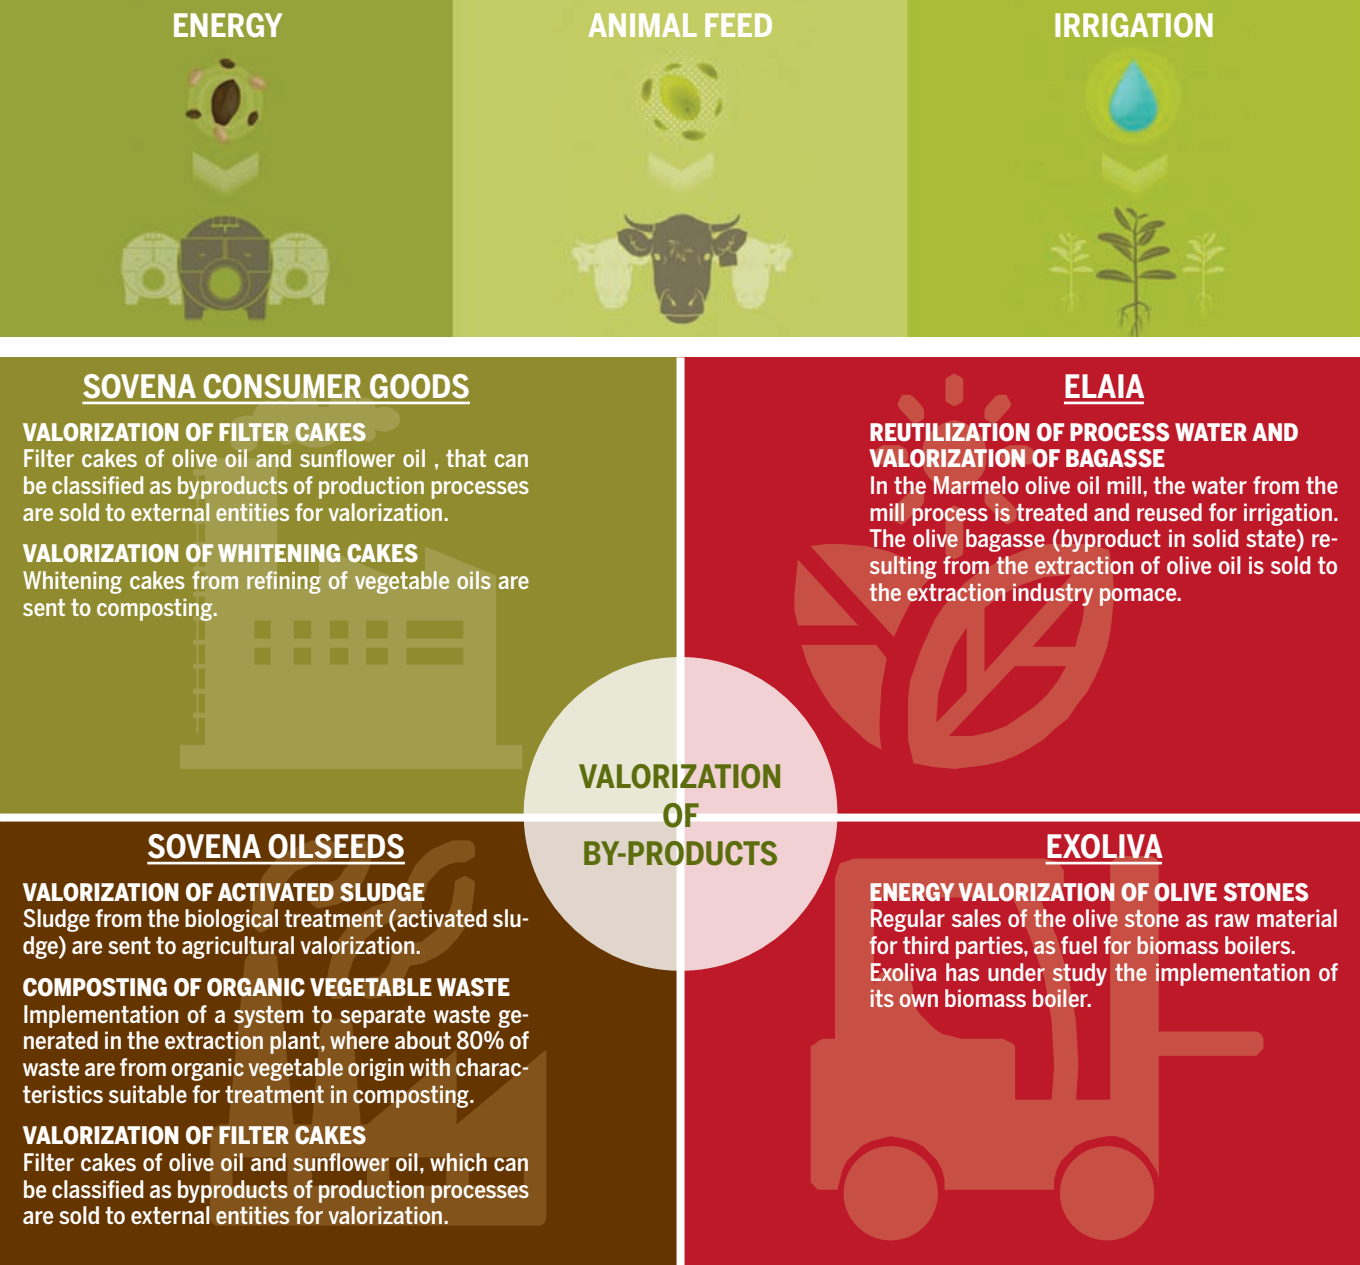 ENERGY
ANIMAL FEED
IRRIGATION
SOVENA CONSUMER GOODS
VALORIZATION OF FILTER CAKES
Filter cakes of olive oil and sunflower oil , that can
be classified as byproducts of production processes
are sold to external entities for valorization.
VALORIZATION OF WHITENING CAKES
Whitening cakes from refining of vegetable oils are
sent to composting.
ELAIA
REUTILIZATION OF PROCESS WATER AND
VALORIZATION OF BAGASSE
In the Marmelo olive oil mill, the water from the
mill process is treated and reused for irrigation.
The olive bagasse (byproduct in solid state) re-
sulting from the extraction of olive oil is sold to
the extraction industry pomace.
VALORIZATION
OF
BY-PRODUCTS
SOVENA OILSEEDS
VALORIZATION OF ACTIVATED SLUDGE
Sludge from the biological treatment (activated slu-
dge) are sent to agricultural valorization.
COMPOSTING OF ORGANIC VEGETABLE WASTE
Implementation of a system to separate waste ge-
nerated in the extraction plant, where about 80% of
waste are from organic vegetable origin with charac-
teristics suitable for treatment in composting.
VALORIZATION OF FILTER CAKES
Filter cakes of olive oil and sunflower oil, which can
be classified as byproducts of production processes
are sold to external entities for valorization.
EXOLIVA
ENERGY VALORIZATION OF OLIVE STONES
Regular sales of the olive stone as raw material
for third parties, as fuel for biomass boilers.
Exoliva has under study the implementation of
its own biomass boiler.